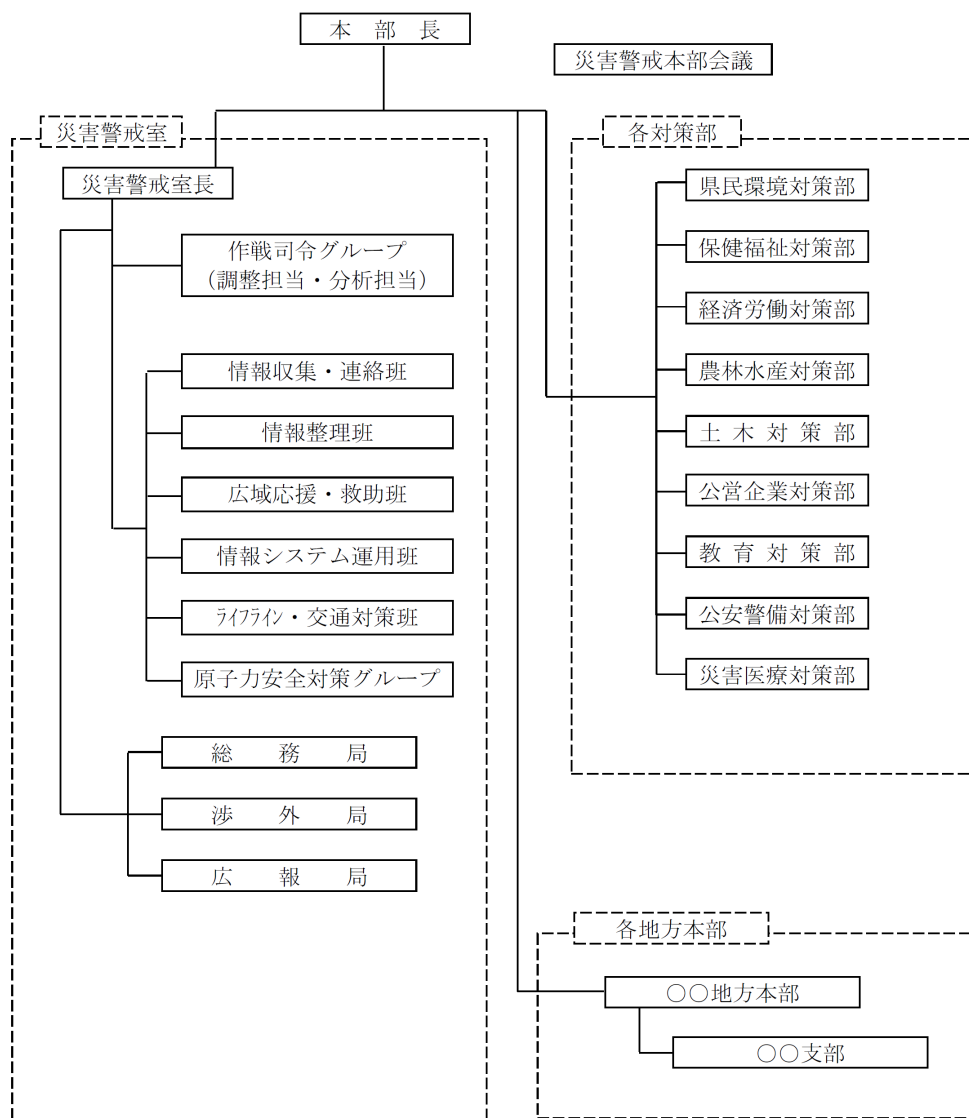 本部長
災害警戒本部会議
災害警戒室
災害警戒室長
作戦司令グループ
（調整担当・分析担当）
情報収集・連絡班
情報整理班
広域応援・救助班
情報システム運用班
ﾗｲﾌﾗｲﾝ・交通対策班
原子力安全対策グループ
総務局
渉外局
広報局
各対策部
県民環境対策部
保健福祉対策部
経済労働対策部
農林水産対策部
土木対策部
公営企業対策部
教育対策部
公安警備対策部
災害医療対策部
各地方本部
○○地方本部
○○支部